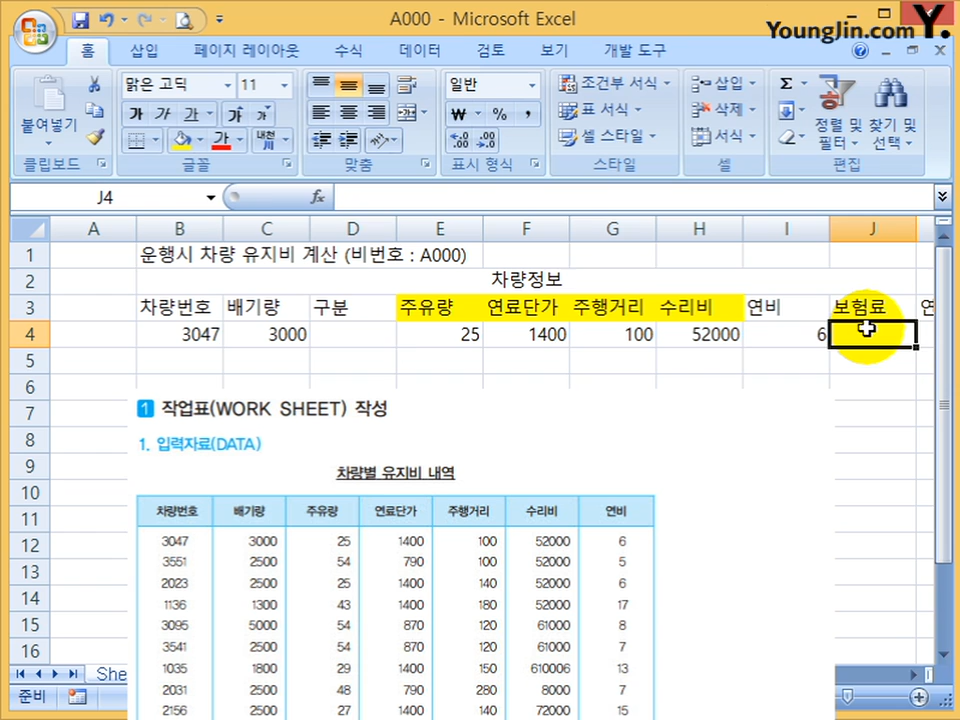 A000 - Microsoft Excel
YoungJin.com Y.
홈 삽입 페이지 레이아웃 수식 데이터 검토 보기 개발 도구
맑은 고딕 11 일반 조건부 서식 삽입 Σ
붙여넣기 가 가 가 가 가 ₩ % , 표 서식 삭제 정렬 및 필터 찾기 및 선택
가 내천 셀 스타일 서식
클립보드 글꼴 맞춤 표시 형식 스타일 셀 편집
J4 fx
A B C D E F G H I J
1 운행시 차량 유지비 계산 (비번호 : A000)
2 차량정보
3 차량번호 배기량 구분 주유량 연료단가 주행거리 수리비 연비 보험료 연
4 3047 3000 25 1400 100 52000 6
5
6
7 1 작업표(WORK SHEET) 작성
8 1. 입력자료(DATA)
9 차량별 유지비 내역
10
11 차량번호 배기량 주유량 연료단가 주행거리 수리비 연비
12 3047 3000 25 1400 100 52000 6
3551 2500 54 790 100 52000 5
13 2023 2500 25 1400 140 52000 6
14 1136 1300 43 1400 180 52000 17
15 3095 5000 54 870 120 61000 8
16 3541 2500 54 870 120 61000 7
She 1035 1800 29 1400 150 610006 13
준비 2031 2500 48 790 280 8000 7
2156 2500 27 1400 140 72000 15